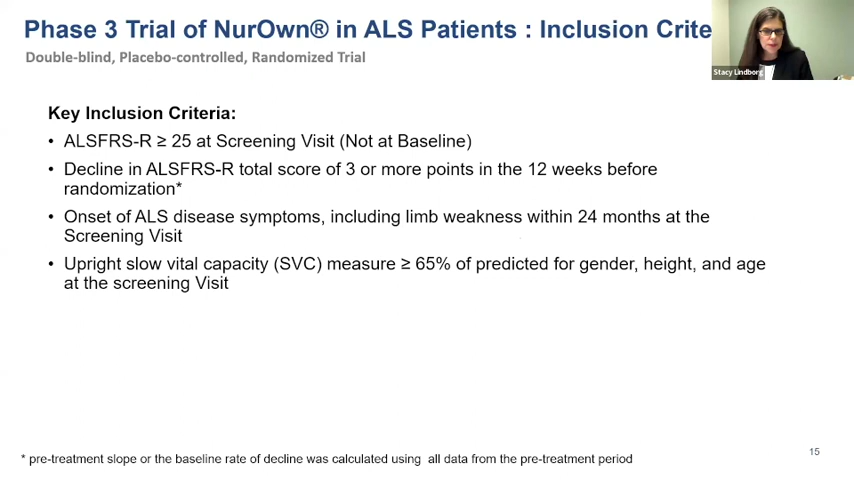 Phase 3 Trial of NurOwn® in ALS Patients : Inclusion Crite
Double-blind, Placebo-controlled, Randomized Trial
Stacy Lindborg
Key Inclusion Criteria:
• ALSFRS-R ≥ 25 at Screening Visit (Not at Baseline)
• Decline in ALSFRS-R total score of 3 or more points in the 12 weeks before
randomization*
• Onset of ALS disease symptoms, including limb weakness within 24 months at the
Screening Visit
• Upright slow vital capacity (SVC) measure ≥ 65% of predicted for gender, height, and age
at the screening Visit
15
* pre-treatment slope or the baseline rate of decline was calculated using all data from the pre-treatment period